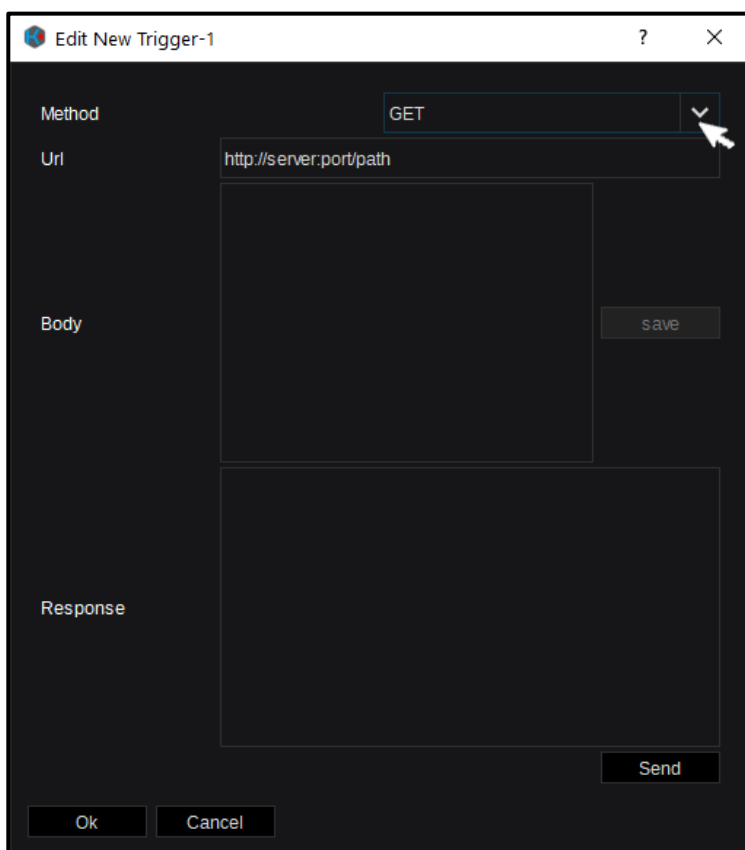 Edit New Trigger-1
?
Method
GET
Url
http://server:port/path
Body
save
Response
Send
Ok
Cancel